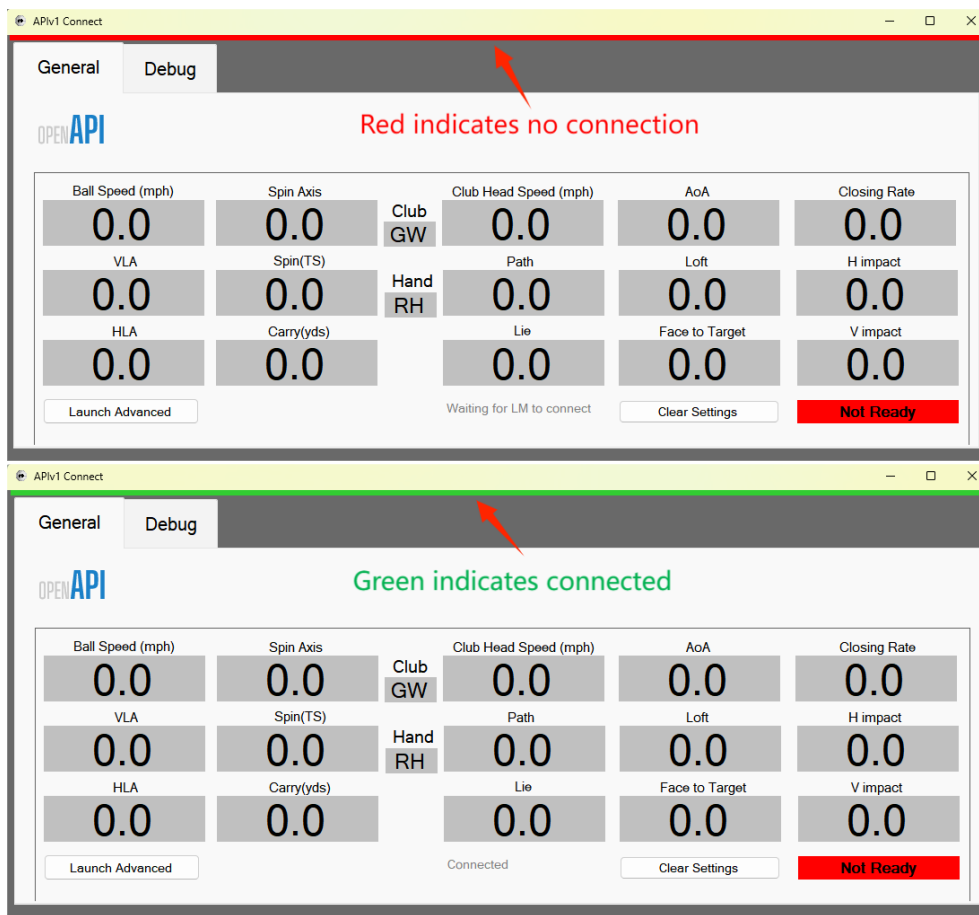 APIv1 Connect
General Debug
OPENAPI
Red indicates no connection
Ball Speed (mph) Spin Axis Club Head Speed (mph) AoA Closing Rate
0.0 0.0 Club GW 0.0 0.0 0.0
VLA Spin(TS) Path Loft H impact
0.0 0.0 Hand RH 0.0 0.0 0.0
HLA Carry(yds) Lie Face to Target V impact
0.0 0.0 0.0 0.0 0.0
Launch Advanced Waiting for LM to connect Clear Settings Not Ready
APIv1 Connect
General Debug
OPENAPI
Green indicates connected
Ball Speed (mph) Spin Axis Club Head Speed (mph) AoA Closing Rate
0.0 0.0 Club GW 0.0 0.0 0.0
VLA Spin(TS) Path Loft H impact
0.0 0.0 Hand RH 0.0 0.0 0.0
HLA Carry(yds) Lie Face to Target V impact
0.0 0.0 0.0 0.0 0.0
Launch Advanced Connected Clear Settings Not Ready